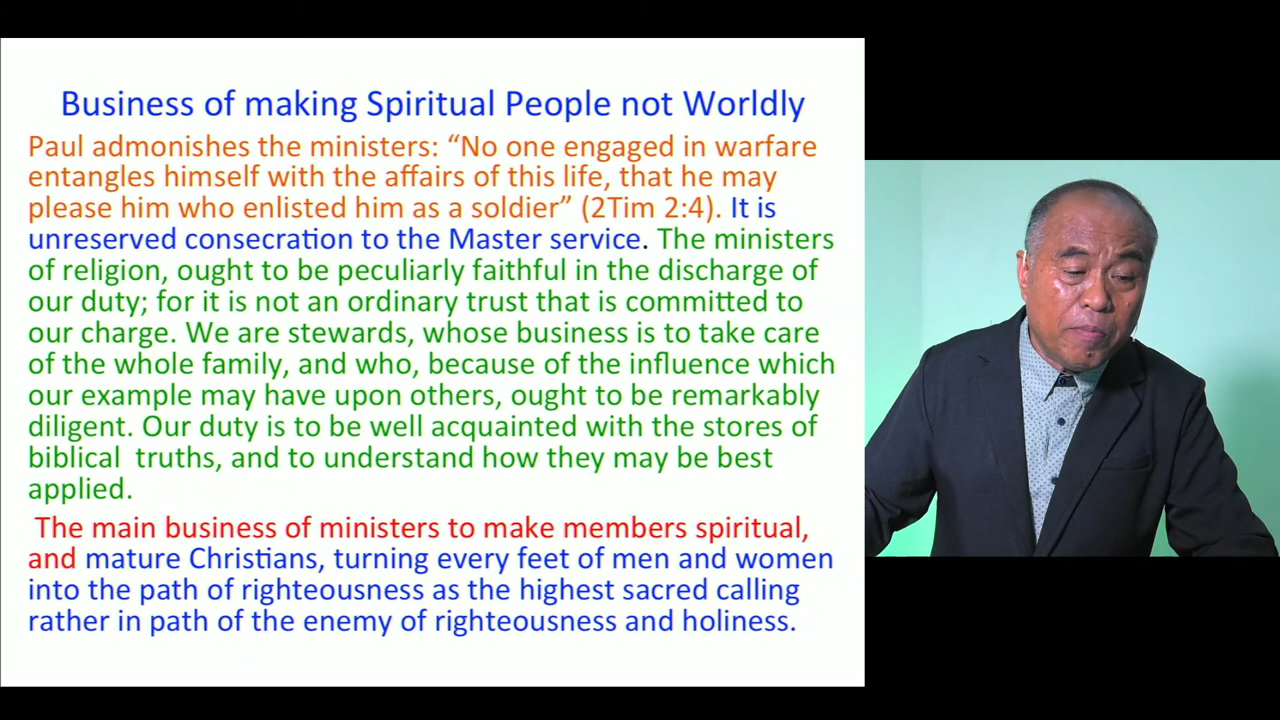 Business of making Spiritual People not Worldly
Paul admonishes the ministers: “No one engaged in warfare
entangles himself with the affairs of this life, that he may
please him who enlisted him as a soldier” (2Tim 2:4). It is
unreserved consecration to the Master service. The ministers
of religion, ought to be peculiarly faithful in the discharge of
our duty; for it is not an ordinary trust that is committed to
our charge. We are stewards, whose business is to take care
of the whole family, and who, because of the influence which
our example may have upon others, ought to be remarkably
diligent. Our duty is to be well acquainted with the stores of
biblical  truths, and to understand how they may be best
applied.
The main business of ministers to make members spiritual,
and mature Christians, turning every feet of men and women
into the path of righteousness as the highest sacred calling
rather in path of the enemy of righteousness and holiness.